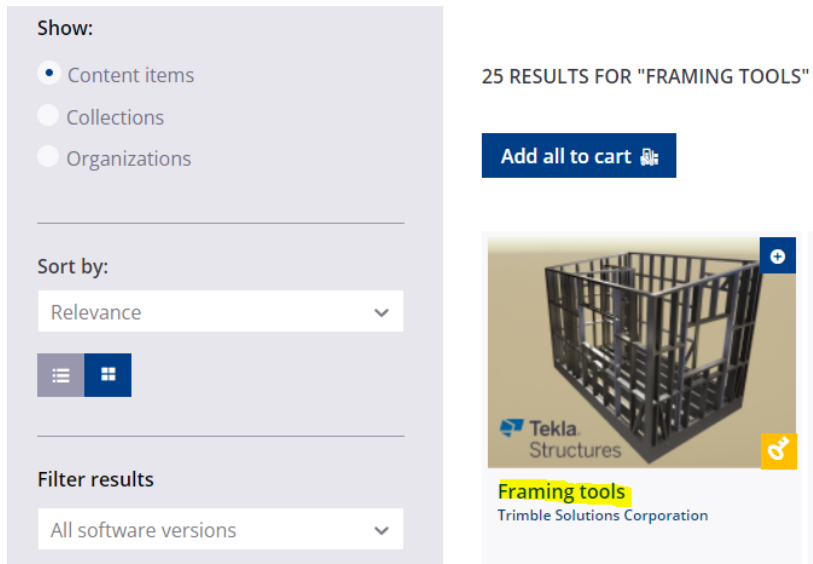 Show:
Content items
Collections
Organizations
Sort by:
Relevance
Filter results
All software versions
25 RESULTS FOR "FRAMING TOOLS"
Add all to cart
Tekla.
Structures
Framing tools
Trimble Solutions Corporation